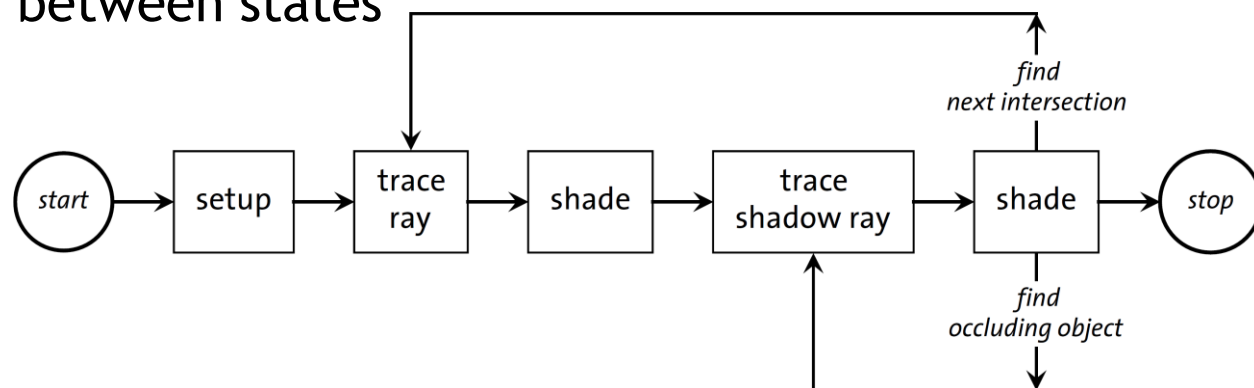 between states
find
next intersection
start
setup
trace
ray
shade
trace
shadow ray
shade
stop
find
occluding object